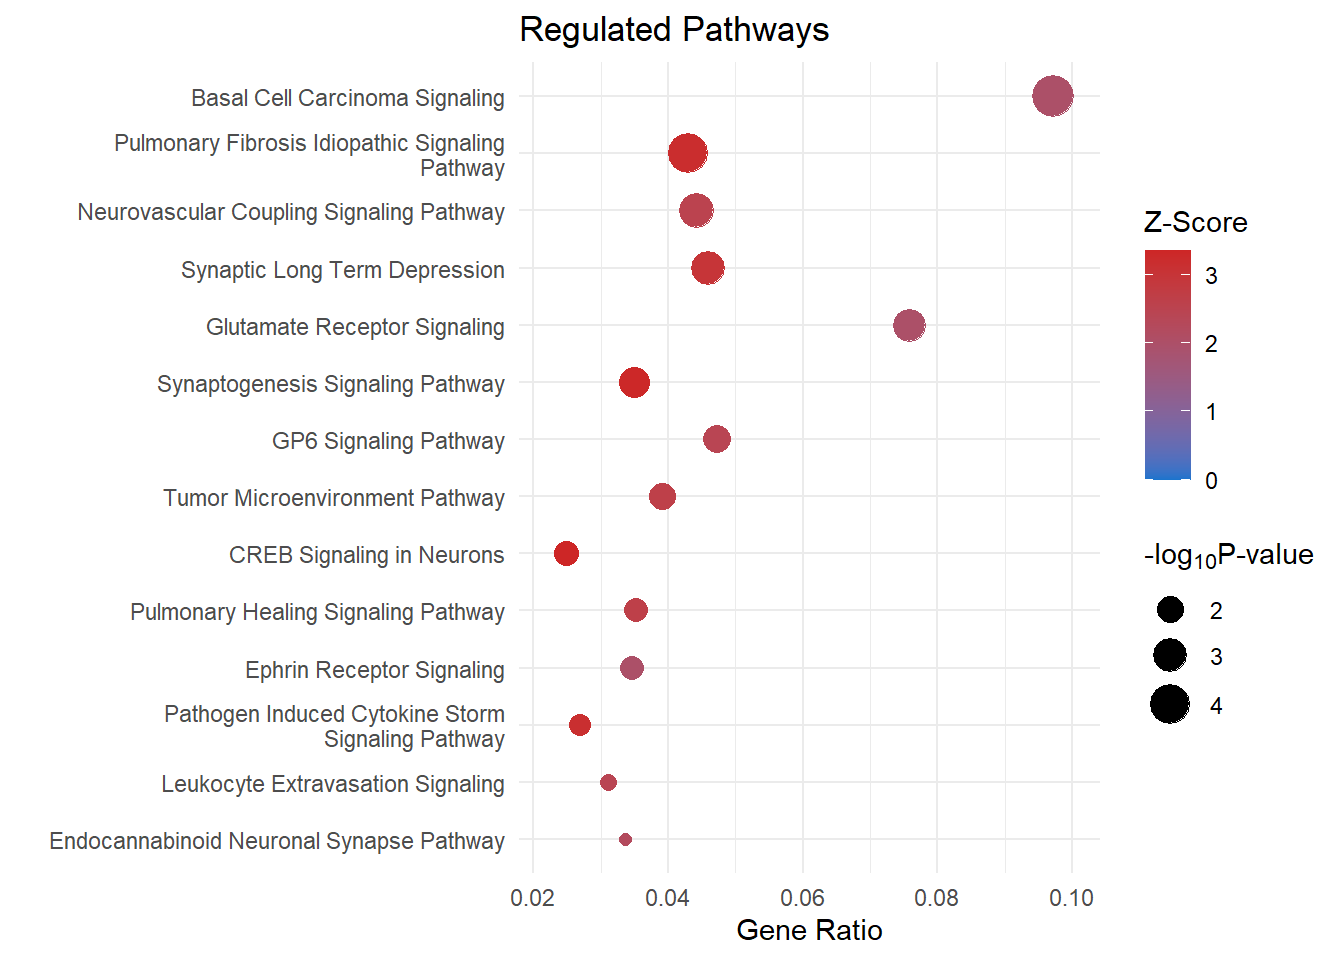 Regulated Pathways
Basal Cell Carcinoma Signaling
Pulmonary Fibrosis Idiopathic Signaling
Pathway
Neurovascular Coupling Signaling Pathway
Synaptic Long Term Depression
Glutamate Receptor Signaling
Synaptogenesis Signaling Pathway
GP6 Signaling Pathway
Tumor Microenvironment Pathway
CREB Signaling in Neurons
Pulmonary Healing Signaling Pathway
Ephrin Receptor Signaling
Pathogen Induced Cytokine Storm
Signaling Pathway
Leukocyte Extravasation Signaling
Endocannabinoid Neuronal Synapse Pathway
0.02 0.04 0.06 0.08 0.10
Gene Ratio
Z-Score
3
2
1
0
-log₁₀P-value
2
3
4